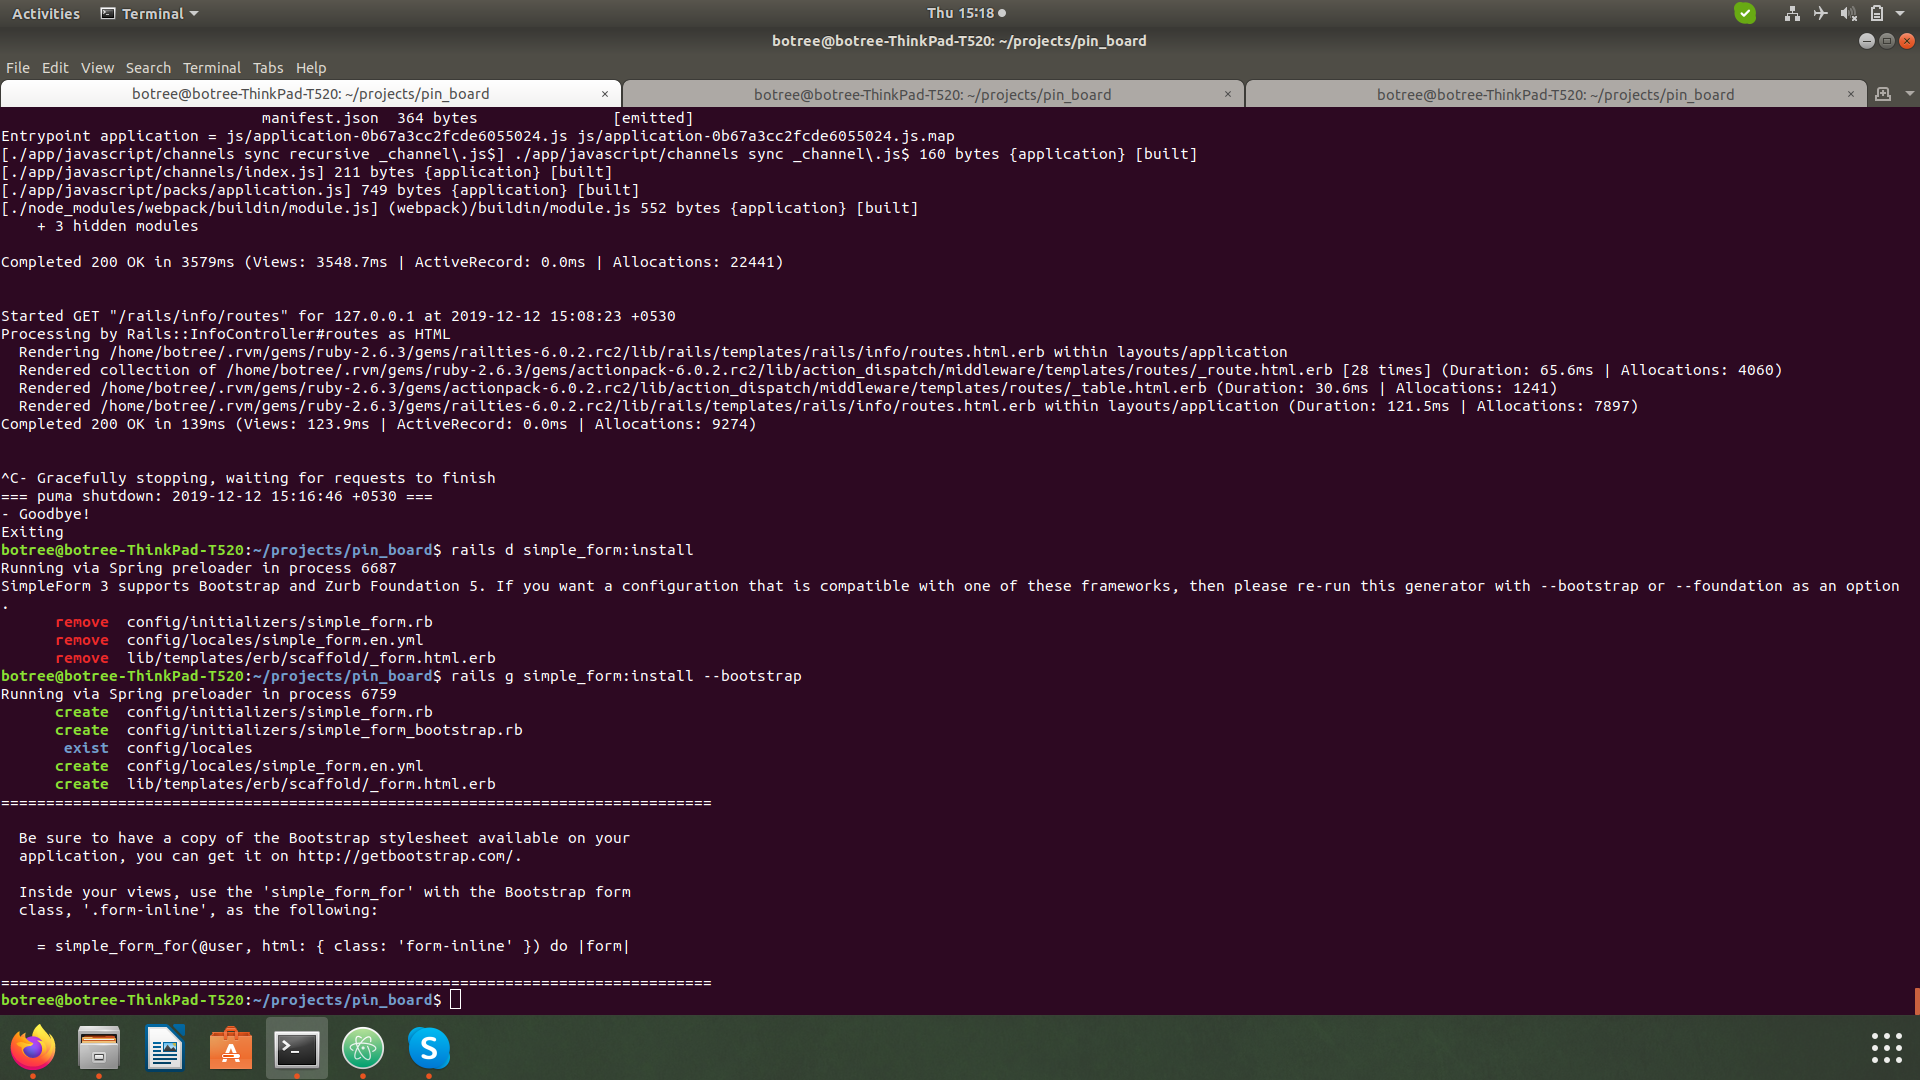 Activities Terminal Thu 15:18
botree@botree-ThinkPad-T520: ~/projects/pin_board
File Edit View Search Terminal Tabs Help
botree@botree-ThinkPad-T520: ~/projects/pin_board × botree@botree-ThinkPad-T520: ~/projects/pin_board × botree@botree-ThinkPad-T520: ~/projects/pin_board ×
manifest.json 364 bytes [emitted]
Entrypoint application = js/application-0b67a3cc2fcde6055024.js js/application-0b67a3cc2fcde6055024.js.map
[./app/javascript/channels sync recursive _channel\.js$] ./app/javascript/channels sync _channel\.js$ 160 bytes {application} [built]
[./app/javascript/channels/index.js] 211 bytes {application} [built]
[./app/javascript/packs/application.js] 749 bytes {application} [built]
[./node_modules/webpack/buildin/module.js] (webpack)/buildin/module.js 552 bytes {application} [built]
+ 3 hidden modules
Completed 200 OK in 3579ms (Views: 3548.7ms | ActiveRecord: 0.0ms | Allocations: 22441)
Started GET "/rails/info/routes" for 127.0.0.1 at 2019-12-12 15:08:23 +0530
Processing by Rails::InfoController#routes as HTML
Rendering /home/botree/.rvm/gems/ruby-2.6.3/gems/railties-6.0.2.rc2/lib/rails/templates/rails/info/routes.html.erb within layouts/application
Rendered collection of /home/botree/.rvm/gems/ruby-2.6.3/gems/actionpack-6.0.2.rc2/lib/action_dispatch/middleware/templates/routes/_route.html.erb [28 times] (Duration: 65.6ms | Allocations: 4060)
Rendered /home/botree/.rvm/gems/ruby-2.6.3/gems/actionpack-6.0.2.rc2/lib/action_dispatch/middleware/templates/routes/_table.html.erb (Duration: 30.6ms | Allocations: 1241)
Rendered /home/botree/.rvm/gems/ruby-2.6.3/gems/railties-6.0.2.rc2/lib/rails/templates/rails/info/routes.html.erb within layouts/application (Duration: 121.5ms | Allocations: 7897)
Completed 200 OK in 139ms (Views: 123.9ms | ActiveRecord: 0.0ms | Allocations: 9274)
^C- Gracefully stopping, waiting for requests to finish
=== puma shutdown: 2019-12-12 15:16:46 +0530 ===
- Goodbye!
Exiting
botree@botree-ThinkPad-T520:~/projects/pin_board$ rails d simple_form:install
Running via Spring preloader in process 6687
SimpleForm 3 supports Bootstrap and Zurb Foundation 5. If you want a configuration that is compatible with one of these frameworks, then please re-run this generator with --bootstrap or --foundation as an option
.
remove config/initializers/simple_form.rb
remove config/locales/simple_form.en.yml
remove lib/templates/erb/scaffold/_form.html.erb
botree@botree-ThinkPad-T520:~/projects/pin_board$ rails g simple_form:install --bootstrap
Running via Spring preloader in process 6759
create config/initializers/simple_form.rb
create config/initializers/simple_form_bootstrap.rb
exist config/locales
create config/locales/simple_form.en.yml
create lib/templates/erb/scaffold/_form.html.erb
===============================================================================
Be sure to have a copy of the Bootstrap stylesheet available on your
application, you can get it on http://getbootstrap.com/.
Inside your views, use the 'simple_form_for' with the Bootstrap form
class, '.form-inline', as the following:
= simple_form_for(@user, html: { class: 'form-inline' }) do |form|
===============================================================================
botree@botree-ThinkPad-T520:~/projects/pin_board$